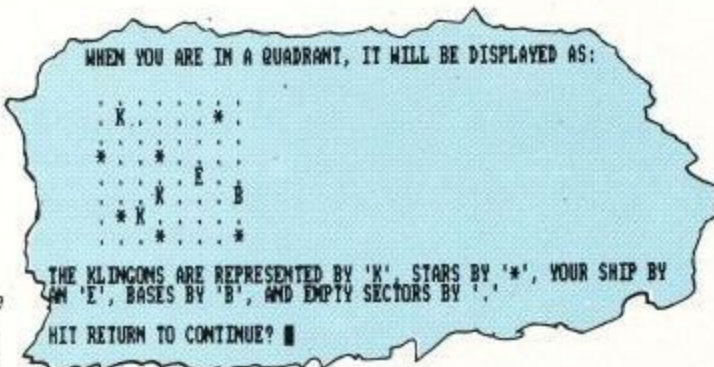 WHEN YOU ARE IN A QUADRANT, IT WILL BE DISPLAYED AS:
. . . . . . . .
. K . . . . * .
. . . . . . . .
* . . * . . . .
. . . . . E . .
. . . K . . . B
. * K . . . . .
. . . * . . . *
THE KLINGONS ARE REPRESENTED BY 'K', STARS BY '*', YOUR SHIP BY
AN 'E', BASES BY 'B', AND EMPTY SECTORS BY '.'
HIT RETURN TO CONTINUE?